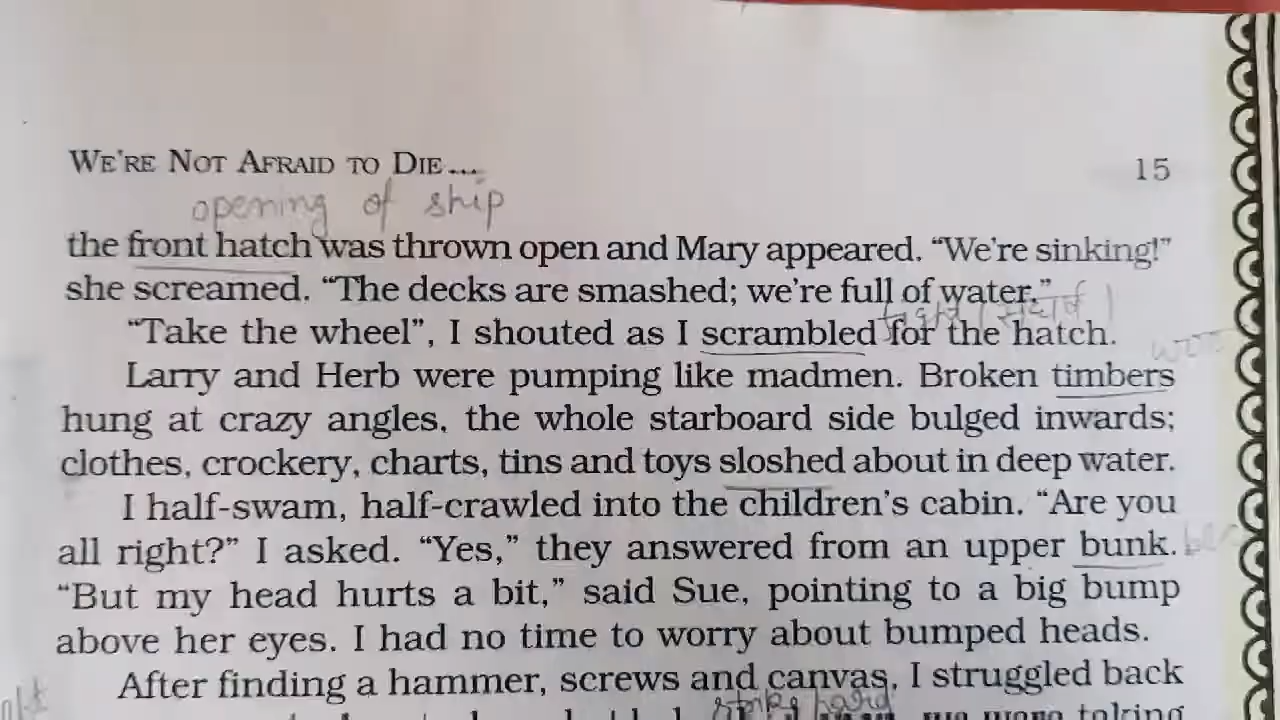 WE'RE NOT AFRAID TO DIE... 15
opening of ship
the front hatch was thrown open and Mary appeared. “We're sinking!”
she screamed. “The decks are smashed; we're full of water.”
“Take the wheel”, I shouted as I scrambled for the hatch.
Larry and Herb were pumping like madmen. Broken timbers
hung at crazy angles, the whole starboard side bulged inwards;
clothes, crockery, charts, tins and toys sloshed about in deep water.
I half-swam, half-crawled into the children's cabin. “Are you
all right?” I asked. “Yes,” they answered from an upper bunk.
“But my head hurts a bit,” said Sue, pointing to a big bump
above her eyes. I had no time to worry about bumped heads.
After finding a hammer, screws and canvas, I struggled back
strike hard